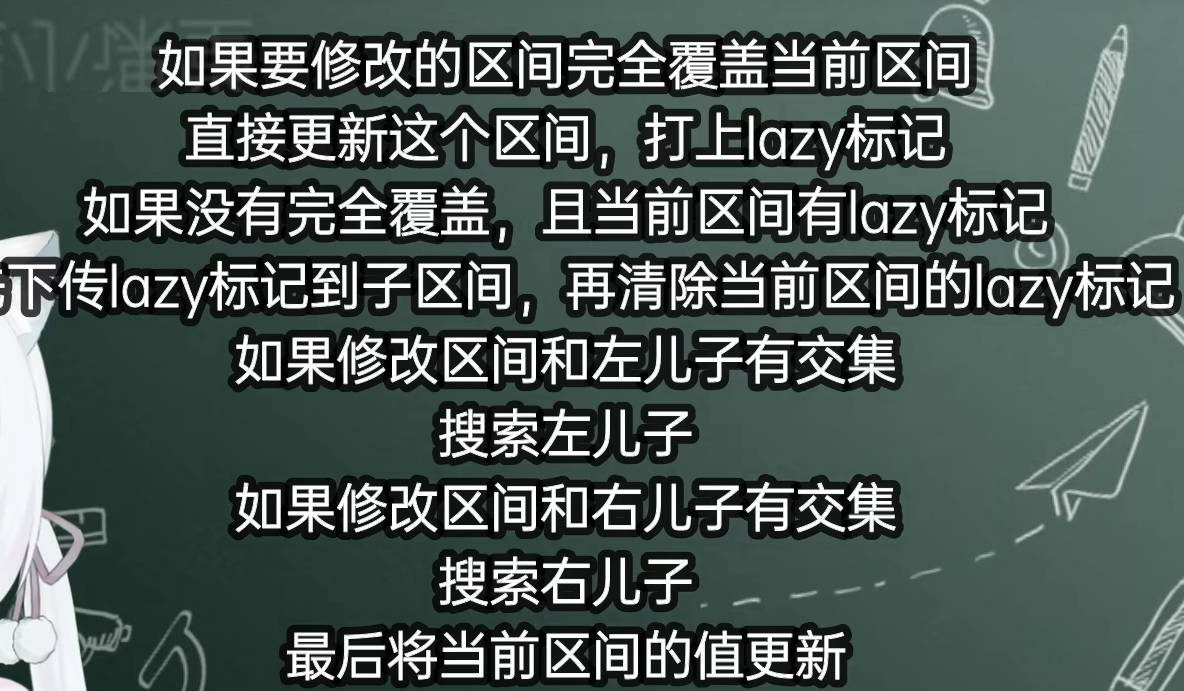 如果要修改的区间完全覆盖当前区间
直接更新这个区间，打上lazy标记
如果没有完全覆盖，且当前区间有lazy标记
下传lazy标记到子区间，再清除当前区间的lazy标记
如果修改区间和左儿子有交集
搜索左儿子
如果修改区间和右儿子有交集
搜索右儿子
最后将当前区间的值更新